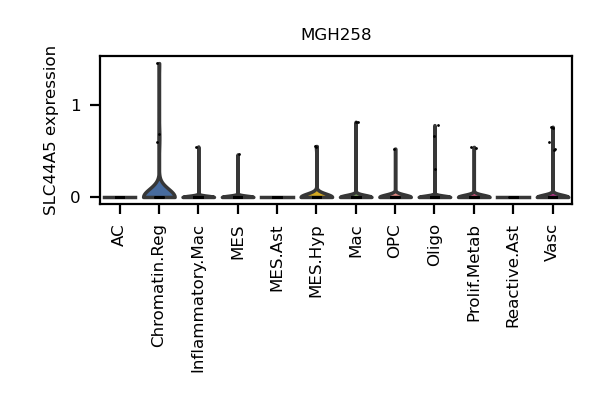 MGH258
SLC44A5 expression
1
0
AC
Chromatin.Reg
Inflammatory.Mac
MES
MES.Ast
MES.Hyp
Mac
OPC
Oligo
Prolif.Metab
Reactive.Ast
Vasc